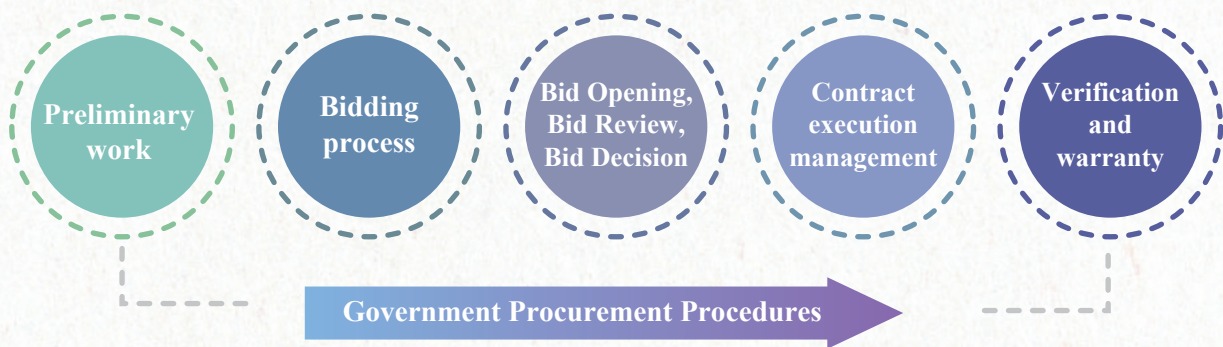 Preliminary
work
Bidding
process
Bid Opening,
Bid Review,
Bid Decision
Contract
execution
management
Verification
and
warranty
Government Procurement Procedures